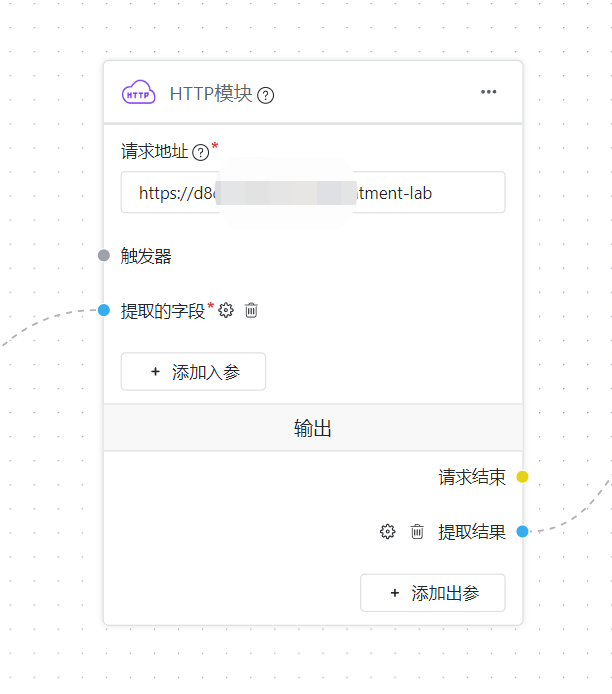 HTTP
HTTP模块 ?
请求地址 ? *
https://d8 tment-lab
触发器
提取的字段 *
+ 添加入参
输出
请求结束
提取结果
+ 添加出参